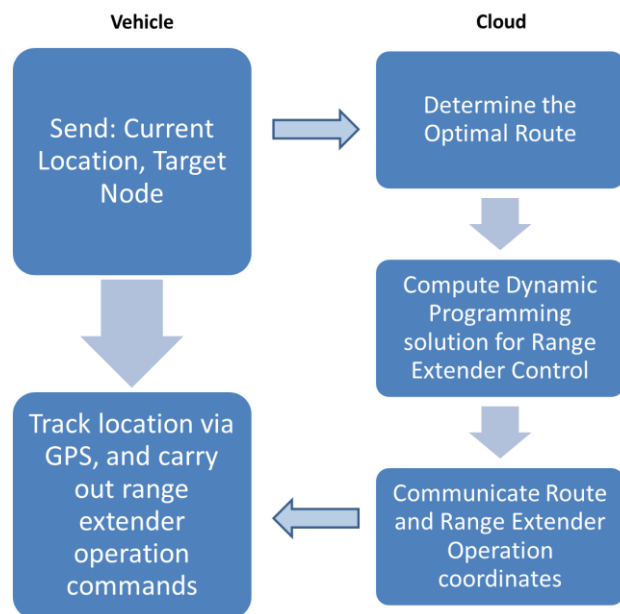 Vehicle
Cloud
Send: Current
Location, Target
Node
Determine the
Optimal Route
Compute Dynamic
Programming
solution for Range
Extender Control
Track location via
GPS, and carry
out range
extender
operation
commands
Communicate Route
and Range Extender
Operation
coordinates